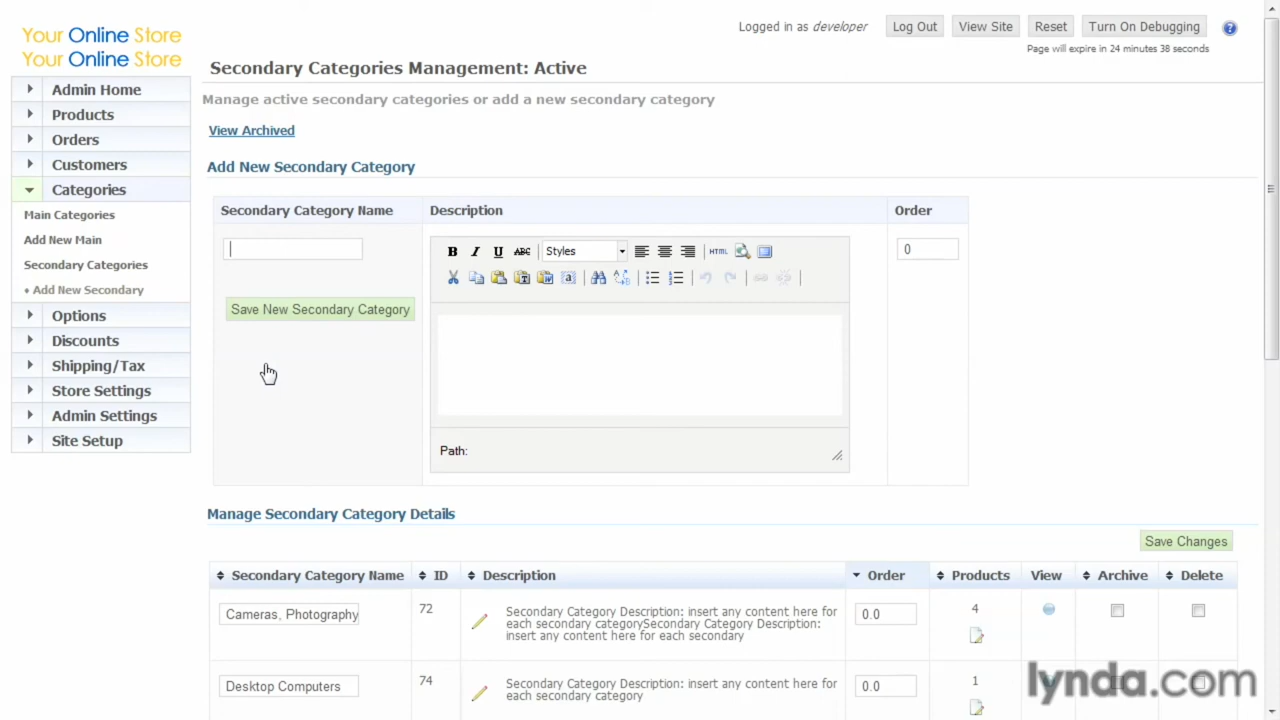 Your Online Store
Your Online Store
Logged in as developer
Log Out
View Site
Reset
Turn On Debugging
Page will expire in 24 minutes 38 seconds
Secondary Categories Management: Active
Manage active secondary categories or add a new secondary category
View Archived
Admin Home
Products
Orders
Customers
Categories
Main Categories
Add New Main
Secondary Categories
♦ Add New Secondary
Options
Discounts
Shipping/Tax
Store Settings
Admin Settings
Site Setup
Add New Secondary Category
Secondary Category Name
Description
Order
B I U ABC
Styles
HTML
0
Save New Secondary Category
Path:
Manage Secondary Category Details
Save Changes
Secondary Category Name
ID
Description
Order
Products
View
Archive
Delete
Cameras, Photography
72
Secondary Category Description: insert any content here for
each secondary categorySecondary Category Description:
insert any content here for each secondary
0.0
4
Desktop Computers
74
Secondary Category Description: insert any content here for
each secondary category
0.0
1
lynda.com